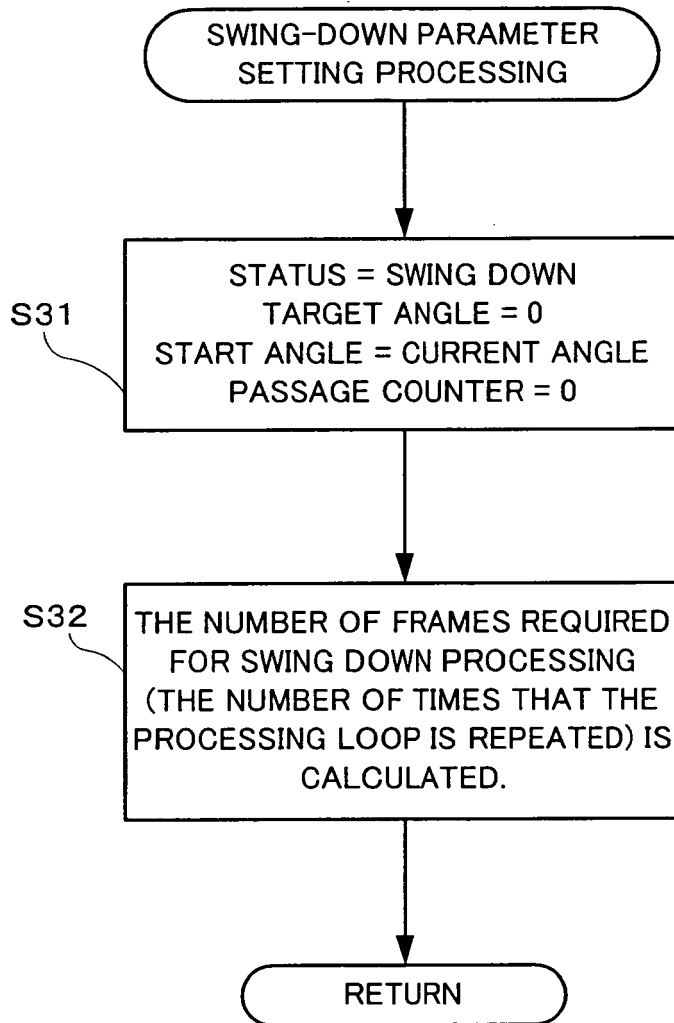 SWING-DOWN PARAMETER
SETTING PROCESSING
S31
STATUS = SWING DOWN
TARGET ANGLE = 0
START ANGLE = CURRENT ANGLE
PASSAGE COUNTER = 0
S32
THE NUMBER OF FRAMES REQUIRED
FOR SWING DOWN PROCESSING
(THE NUMBER OF TIMES THAT THE
PROCESSING LOOP IS REPEATED) IS
CALCULATED.
RETURN